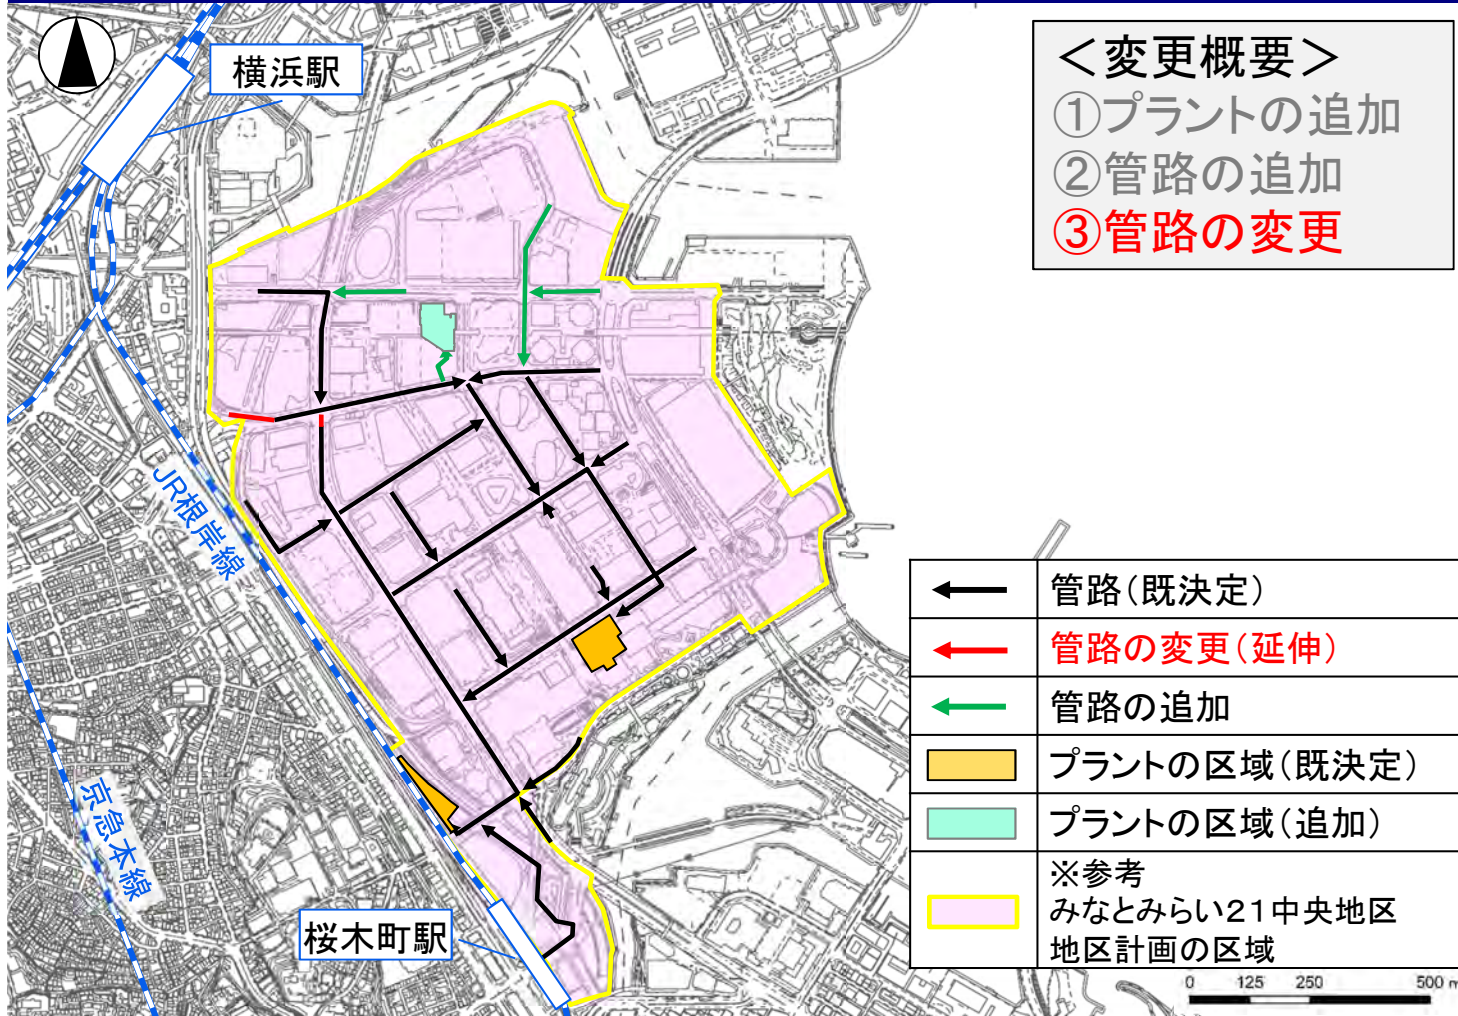 横浜駅
<変更概要>
①プラントの追加
②管路の追加
③管路の変更
JR根岸線
京急本線
桜木町駅
管路(既決定)
管路の変更(延伸)
管路の追加
プラントの区域(既決定)
プラントの区域(追加)
※参考
みなとみらい21中央地区
地区計画の区域
0 125 250 500 m